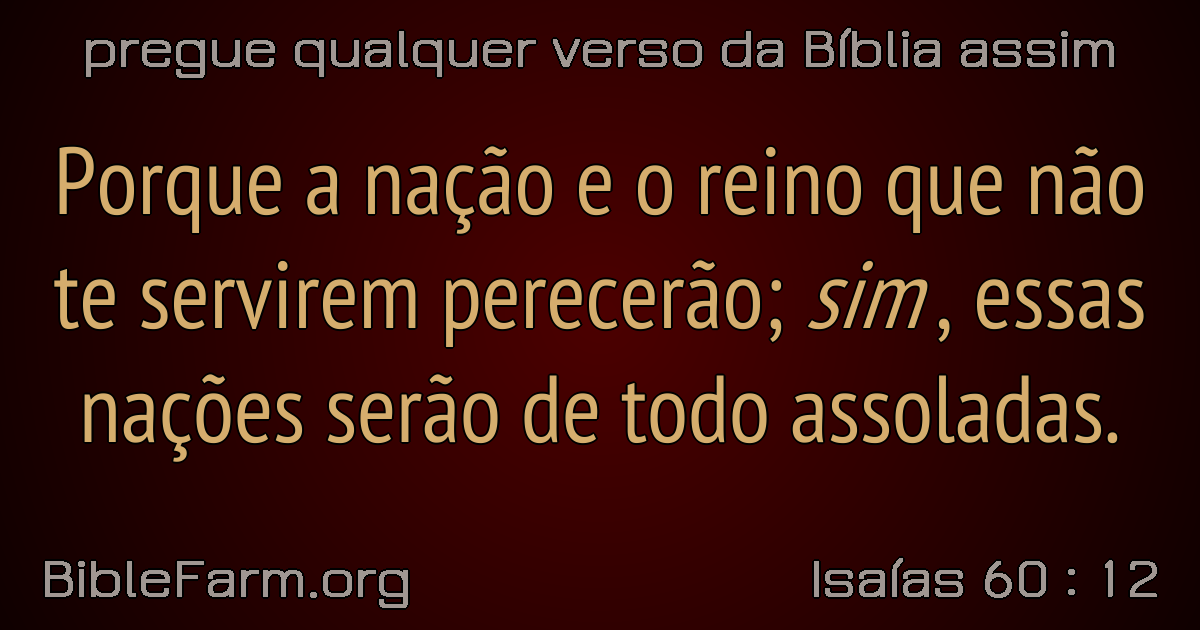 pregue qualquer verso da Bíblia assim
Porque a nação e o reino que não
te servirem perecerão; sim, essas
nações serão de todo assoladas.
BibleFarm.org
Isaías 60 : 12